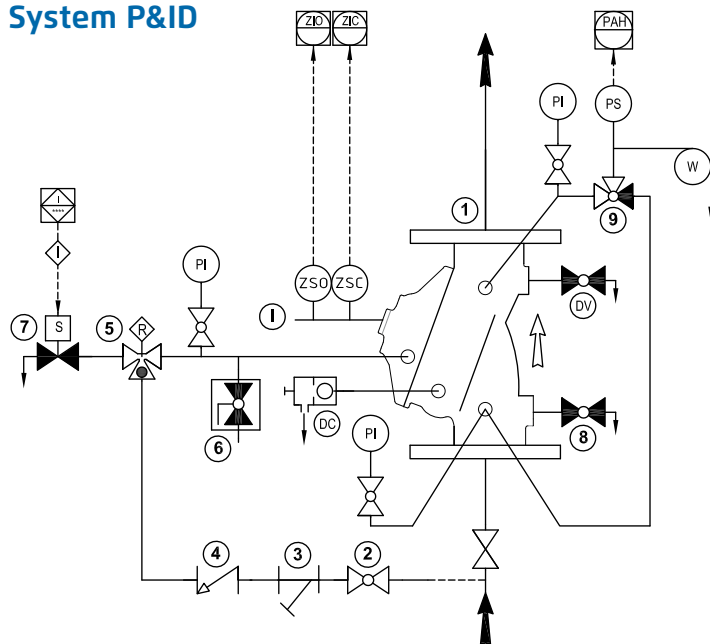 System P&ID
ZIO ZIC PAH
PI PS
W
I
****
1 9
I
PI ZSO ZSC
7 S 5 R I DV
6 DC PI 8
4 3 2